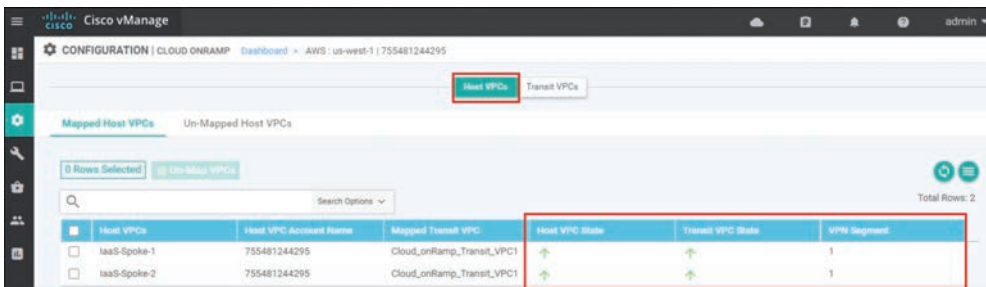 cisco Cisco vManage admin
CONFIGURATION | CLOUD ONRAMP Dashboard > AWS : us-west-1 | 755481244295
Host VPCs Transit VPCs
Mapped Host VPCs Un-Mapped Host VPCs
0 Rows Selected Un-Map VPCs
Search Options
Total Rows: 2
Host VPCs Host VPC Account Name Mapped Transit VPC Host VPC State Transit VPC State VPN Segment
IaaS-Spoke-1 755481244295 Cloud_onRamp_Transit_VPC1 1
IaaS-Spoke-2 755481244295 Cloud_onRamp_Transit_VPC1 1